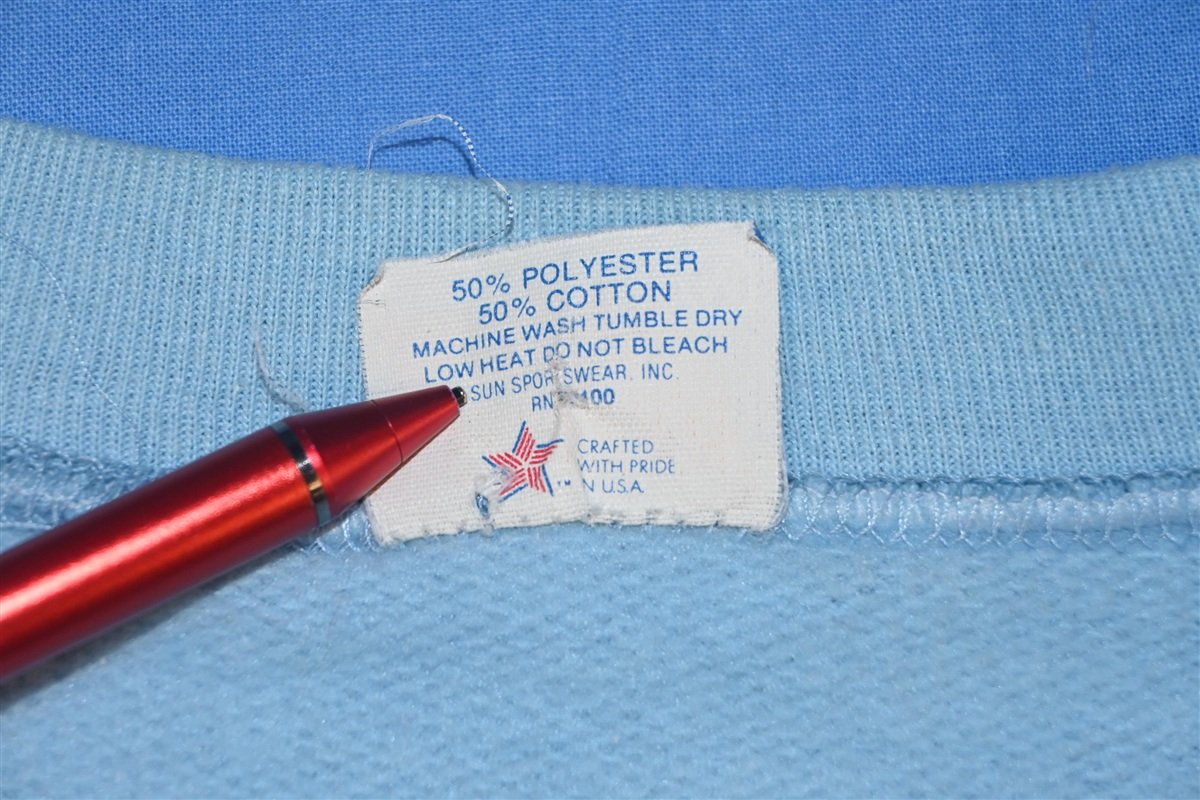 50% POLYESTER
50% COTTON
MACHINE WASH TUMBLE DRY
LOW HEAT DO NOT BLEACH
SUN SPORTSWEAR, INC.
RN
CRAFTED
WITH PRIDE
IN U.S.A.
™